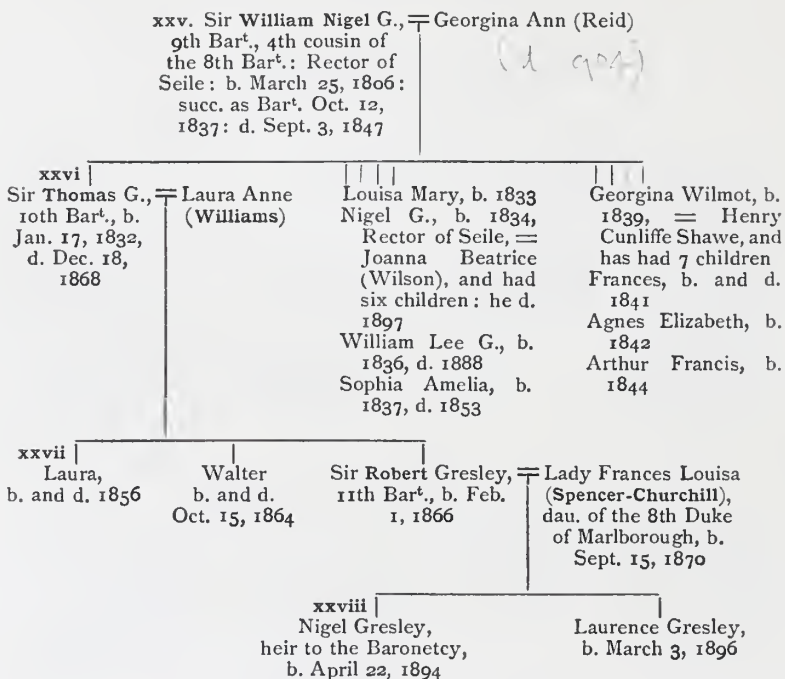 xxv. Sir William Nigel G., = Georgina Ann (Reid)
9th Barᵗ., 4th cousin of
the 8th Barᵗ.: Rector of
Seile: b. March 25, 1806:
succ. as Barᵗ. Oct. 12,
1837: d. Sept. 3, 1847
xxvi
Sir Thomas G.,
10th Barᵗ., b.
Jan. 17, 1832,
d. Dec. 18,
1868
= Laura Anne
(Williams)
Louisa Mary, b. 1833
Nigel G., b. 1834,
Rector of Seile, =
Joanna Beatrice
(Wilson), and had
six children: he d.
1897
William Lee G., b.
1836, d. 1888
Sophia Amelia, b.
1837, d. 1853
Georgina Wilmot, b.
1839, = Henry
Cunliffe Shawe, and
has had 7 children
Frances, b. and d.
1841
Agnes Elizabeth, b.
1842
Arthur Francis, b.
1844
xxvii
Laura,
b. and d. 1856
Walter
b. and d.
Oct. 15, 1864
Sir Robert Gresley,
11th Barᵗ., b. Feb.
1, 1866
= Lady Frances Louisa
(Spencer-Churchill),
dau. of the 8th Duke
of Marlborough, b.
Sept. 15, 1870
xxviii
Nigel Gresley,
heir to the Baronetcy,
b. April 22, 1894
Laurence Gresley,
b. March 3, 1896